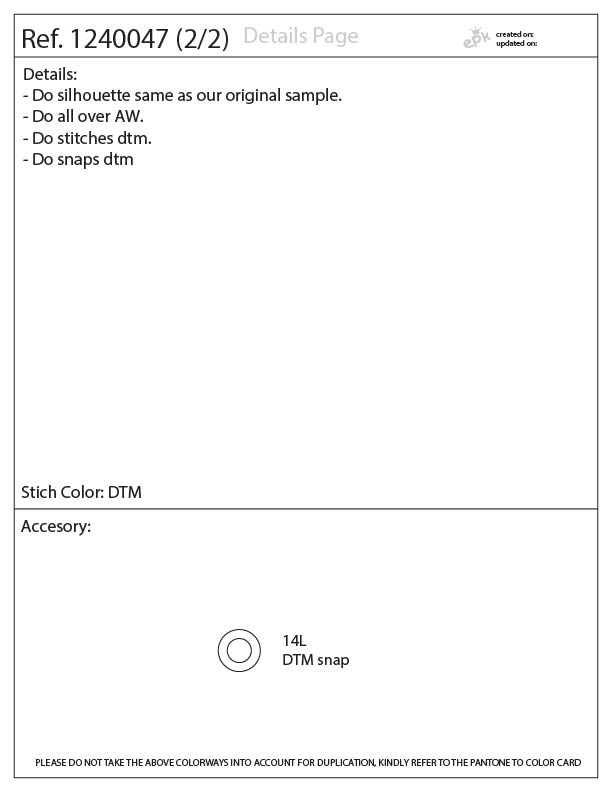 Ref. 1240047 (2/2) Details Page
epk
created on:
updated on:
Details:
- Do silhouette same as our original sample.
- Do all over AW.
- Do stitches dtm.
- Do snaps dtm
Stich Color: DTM
Accesory:
14L
DTM snap
PLEASE DO NOT TAKE THE ABOVE COLORWAYS INTO ACCOUNT FOR DUPLICATION, KINDLY REFER TO THE PANTONE TO COLOR CARD